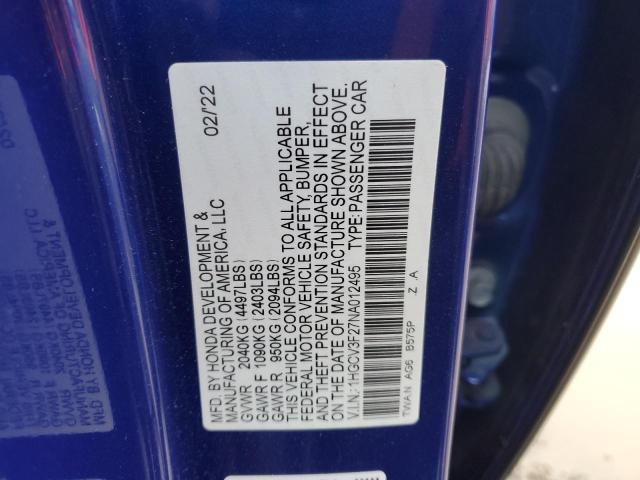 MFD. BY HONDA DEVELOPMENT & 02/'22
MANUFACTURING OF AMERICA, LLC
GVWR 2040KG (4497LBS)
GAWR F 1090KG (2403LBS)
GAWR R 950KG (2094LBS)
THIS VEHICLE CONFORMS TO ALL APPLICABLE
FEDERAL MOTOR VEHICLE SAFETY, BUMPER,
AND THEFT PREVENTION STANDARDS IN EFFECT
ON THE DATE OF MANUFACTURE SHOWN ABOVE.
V.I.N.: 1HGCV3F27NA012495 TYPE: PASSENGER CAR
TWAN AG6 B575P Z A